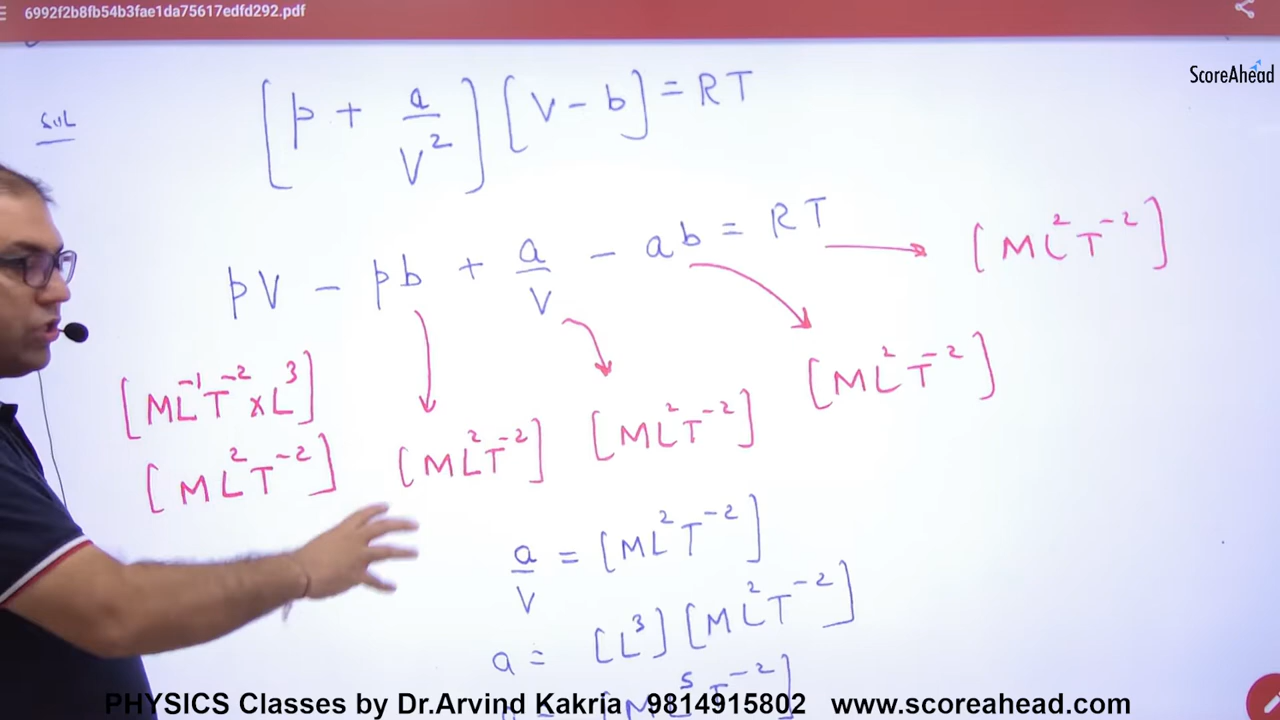 6992f2b8fb54b3fae1da75617edfd292.pdf
ScoreAhead
Sol
[p + a/V²] [V - b] = RT
pV - pb + a/V - ab = RT → [ML²T⁻²]
[ML⁻¹T⁻² × L³]
[ML²T⁻²] [ML²T⁻²] [ML²T⁻²] [ML²T⁻²]
a/V = [ML²T⁻²]
a = [L³] [ML²T⁻²]
PHYSICS Classes by Dr.Arvind Kakria 9814915802 www.scoreahead.com